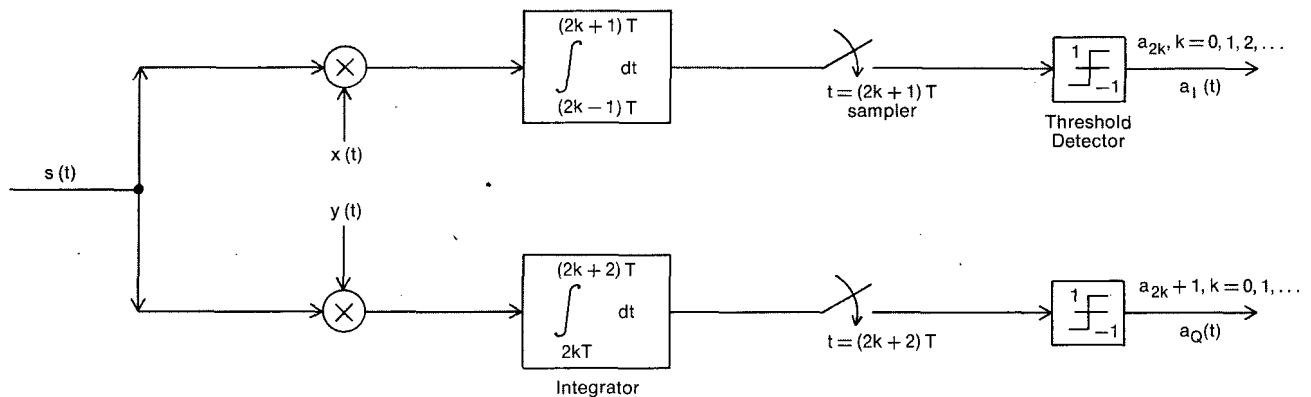 (2k + 1) T
∫ dt
(2k − 1) T
t = (2k + 1) T
sampler
1
−1
a2k, k = 0, 1, 2, . . .
aI (t)
Threshold
Detector
×
x (t)
s (t)
y (t)
×
(2k + 2) T
∫ dt
2kT
Integrator
t = (2k + 2) T
1
−1
a2k + 1, k = 0, 1, . . .
aQ(t)